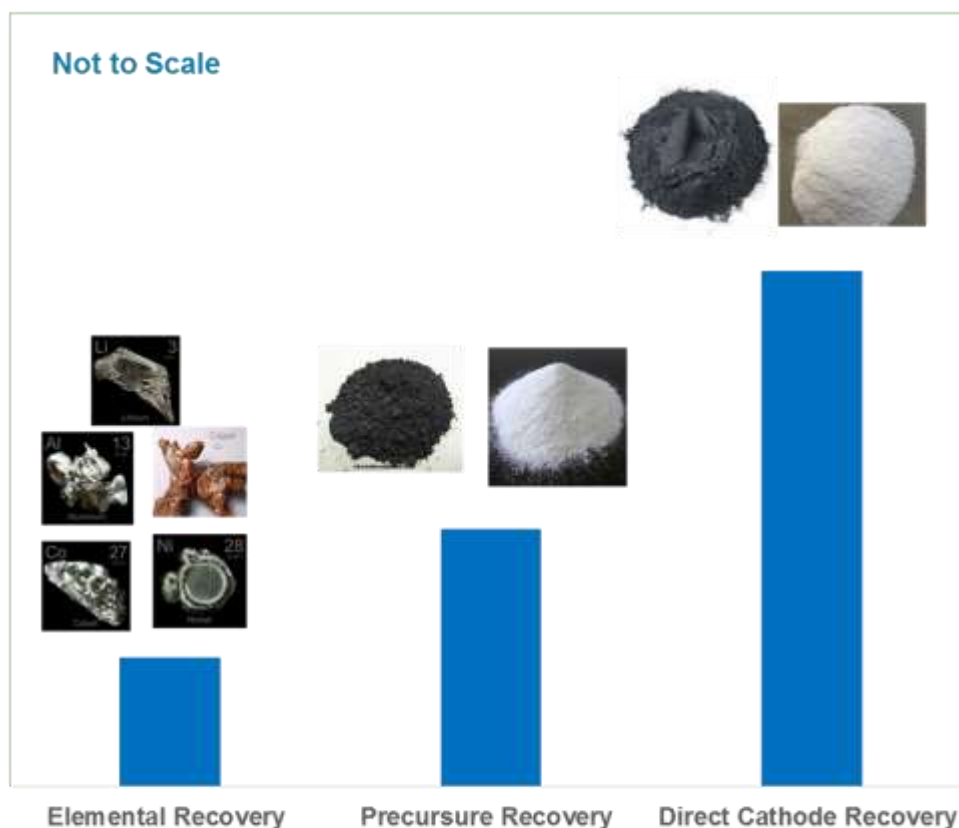 Not to Scale
Li 3
Al 13
Co 27
Ni 28
Elemental Recovery
Precursure Recovery
Direct Cathode Recovery